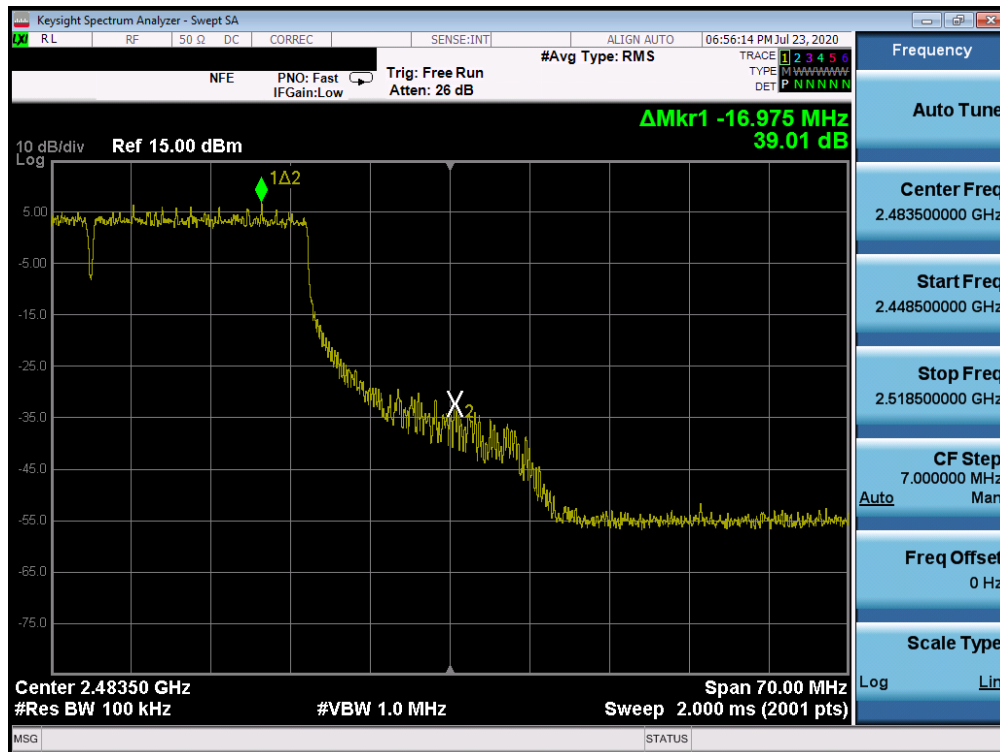 Keysight Spectrum Analyzer - Swept SA
LXI RL RF 50 Ω DC CORREC SENSE:INT ALIGN AUTO 06:56:14 PM Jul 23, 2020
NFE PNO: Fast Trig: Free Run #Avg Type: RMS TRACE 1 2 3 4 5 6
IFGain:Low Atten: 26 dB TYPE M WWWWW
DET P N N N N N
ΔMkr1 -16.975 MHz
39.01 dB
10 dB/div Ref 15.00 dBm
Log
1Δ2
5.00
-5.00
-15.0
-25.0
-35.0
X2
-45.0
-55.0
-65.0
-75.0
Center 2.48350 GHz Span 70.00 MHz
#Res BW 100 kHz #VBW 1.0 MHz Sweep 2.000 ms (2001 pts)
MSG STATUS
Frequency
Auto Tune
Center Freq
2.483500000 GHz
Start Freq
2.448500000 GHz
Stop Freq
2.518500000 GHz
CF Step
7.000000 MHz
Auto Man
Freq Offset
0 Hz
Scale Type
Log Lin